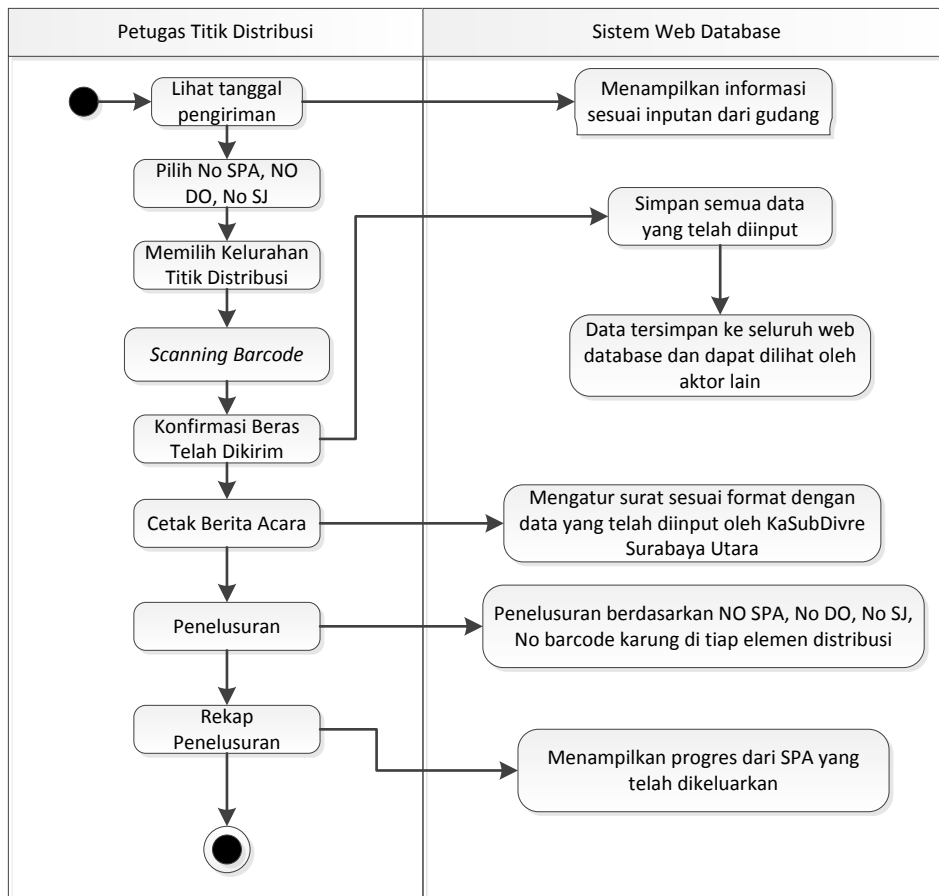 Petugas Titik Distribusi
Sistem Web Database
Lihat tanggal
pengiriman
Menampilkan informasi
sesuai inputan dari gudang
Pilih No SPA, NO
DO, No SJ
Simpan semua data
yang telah diinput
Memilih Kelurahan
Titik Distribusi
Scanning Barcode
Data tersimpan ke seluruh web
database dan dapat dilihat oleh
aktor lain
Konfirmasi Beras
Telah Dikirim
Cetak Berita Acara
Mengatur surat sesuai format dengan
data yang telah diinput oleh KaSubDivre
Surabaya Utara
Penelusuran
Penelusuran berdasarkan NO SPA, No DO, No SJ,
No barcode karung di tiap elemen distribusi
Rekap
Penelusuran
Menampilkan progres dari SPA yang
telah dikeluarkan